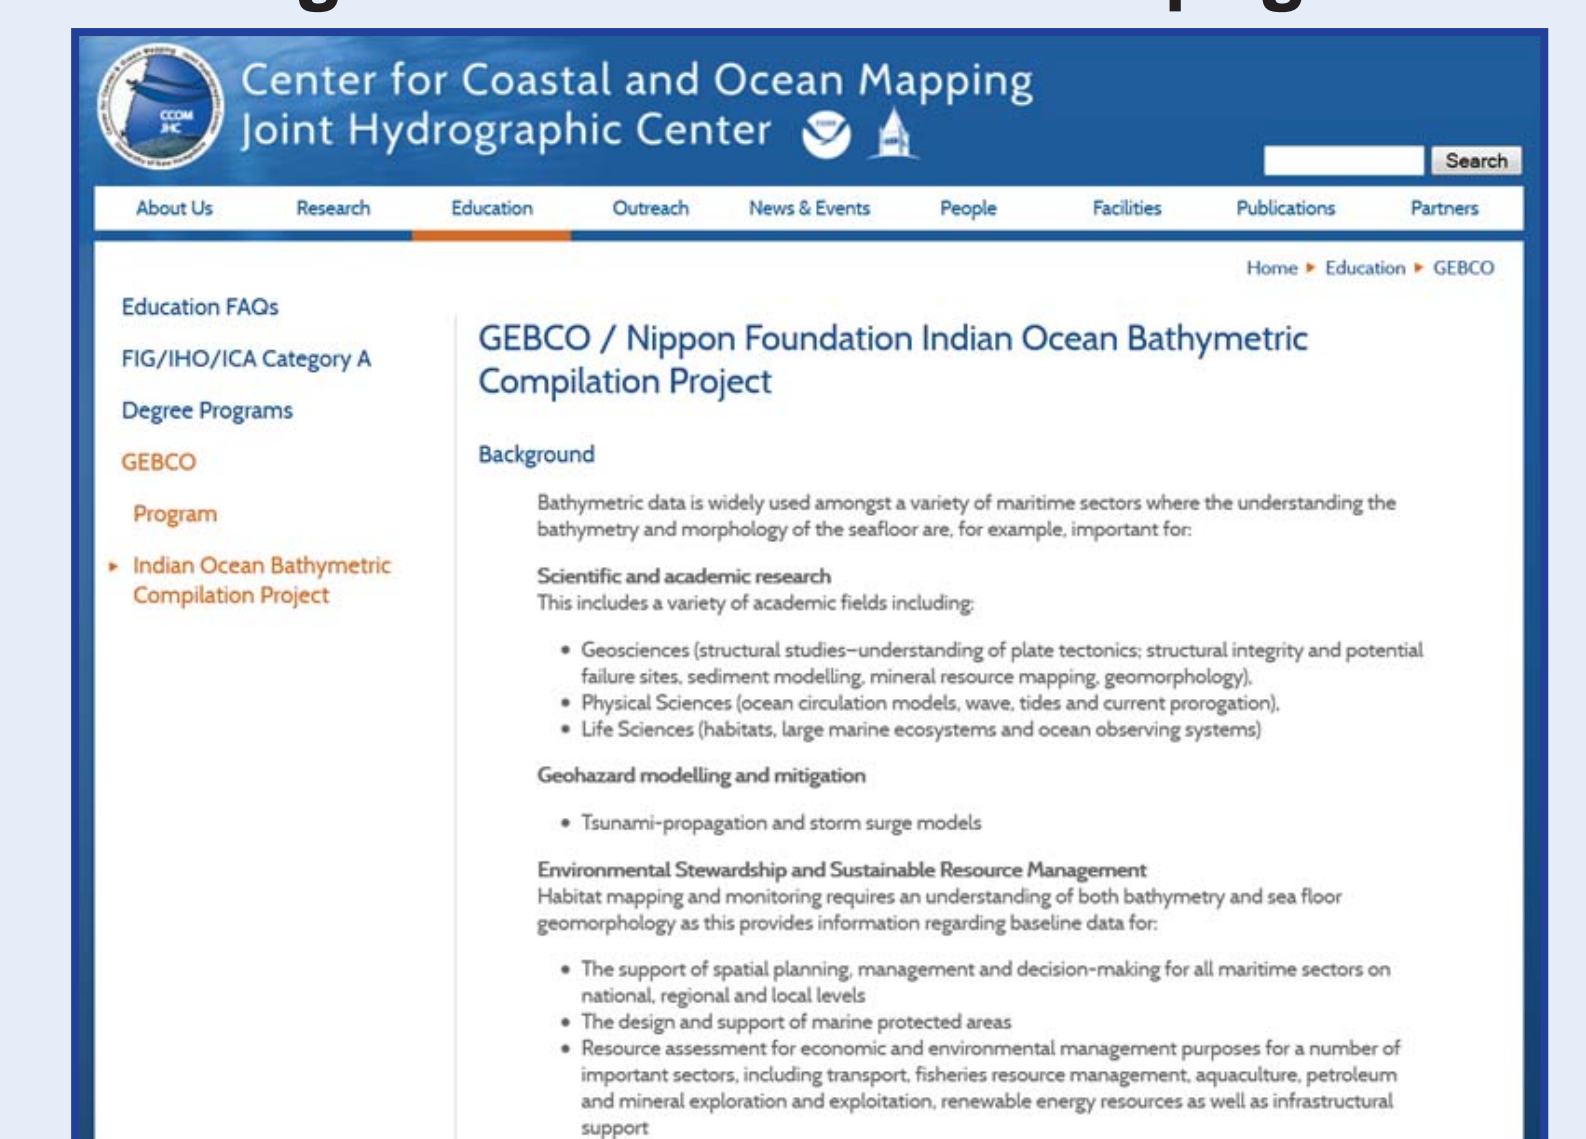 Center for Coastal and Ocean Mapping
Joint Hydrographic Center
CCOM
JHC
Search
About Us Research Education Outreach News & Events People Facilities Publications Partners
Home ▸ Education ▸ GEBCO
Education FAQs
FIG/IHO/ICA Category A
Degree Programs
GEBCO
Program
▸ Indian Ocean Bathymetric
Compilation Project
GEBCO / Nippon Foundation Indian Ocean Bathymetric
Compilation Project
Background
Bathymetric data is widely used amongst a variety of maritime sectors where the understanding the
bathymetry and morphology of the seafloor are, for example, important for:
Scientific and academic research
This includes a variety of academic fields including:
• Geosciences (structural studies–understanding of plate tectonics; structural integrity and potential
failure sites, sediment modelling, mineral resource mapping, geomorphology),
• Physical Sciences (ocean circulation models, wave, tides and current prorogation),
• Life Sciences (habitats, large marine ecosystems and ocean observing systems)
Geohazard modelling and mitigation
• Tsunami-propagation and storm surge models
Environmental Stewardship and Sustainable Resource Management
Habitat mapping and monitoring requires an understanding of both bathymetry and sea floor
geomorphology as this provides information regarding baseline data for:
• The support of spatial planning, management and decision-making for all maritime sectors on
national, regional and local levels
• The design and support of marine protected areas
• Resource assessment for economic and environmental management purposes for a number of
important sectors, including transport, fisheries resource management, aquaculture, petroleum
and mineral exploration and exploitation, renewable energy resources as well as infrastructural
support